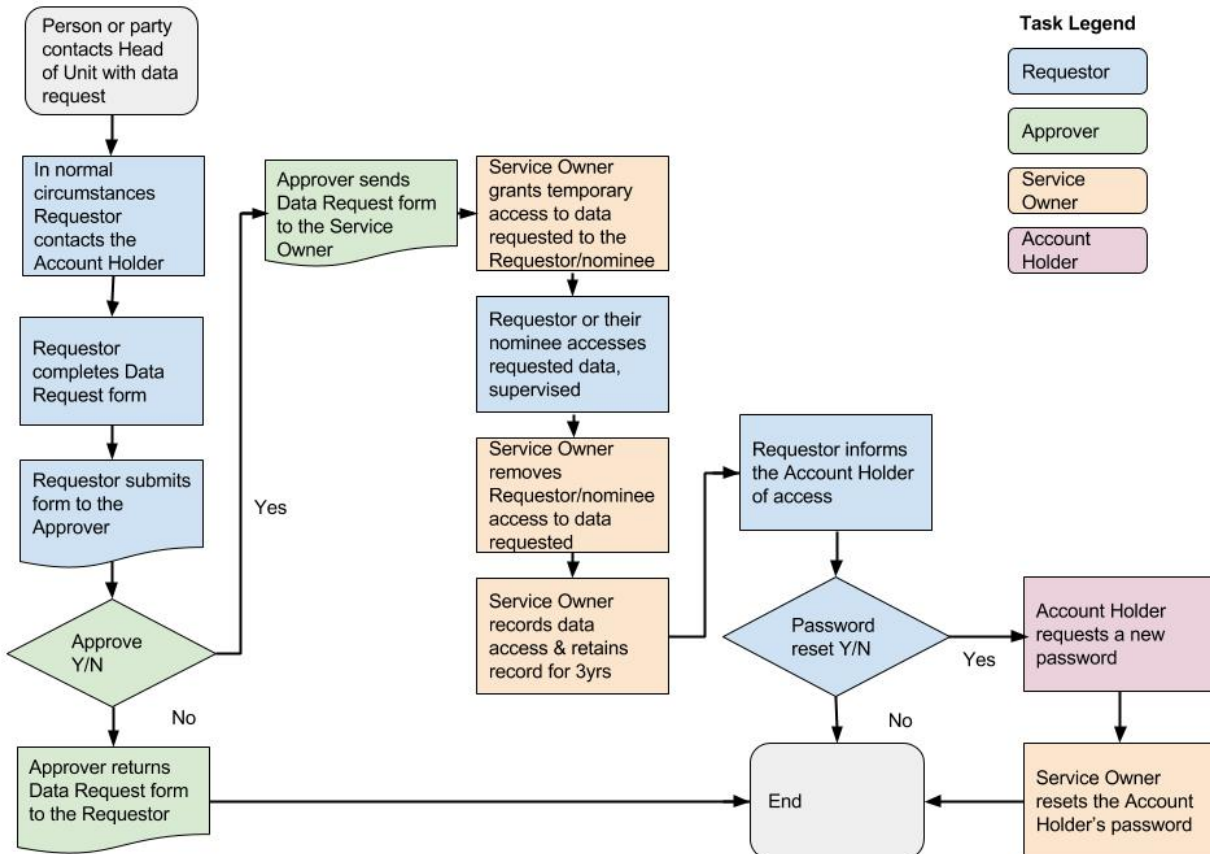 Person or party
contacts Head
of Unit with data
request
In normal
circumstances
Requestor
contacts the
Account Holder
Requestor
completes Data
Request form
Requestor submits
form to the
Approver
Approve
Y/N
Yes
No
Approver returns
Data Request form
to the Requestor
Approver sends
Data Request form
to the Service
Owner
Service Owner
grants temporary
access to data
requested to the
Requestor/nominee
Requestor or their
nominee accesses
requested data,
supervised
Service Owner
removes
Requestor/nominee
access to data
requested
Service Owner
records data
access & retains
record for 3yrs
Requestor informs
the Account Holder
of access
Password
reset Y/N
Yes
No
Account Holder
requests a new
password
Service Owner
resets the Account
Holder's password
End
Task Legend
Requestor
Approver
Service
Owner
Account
Holder